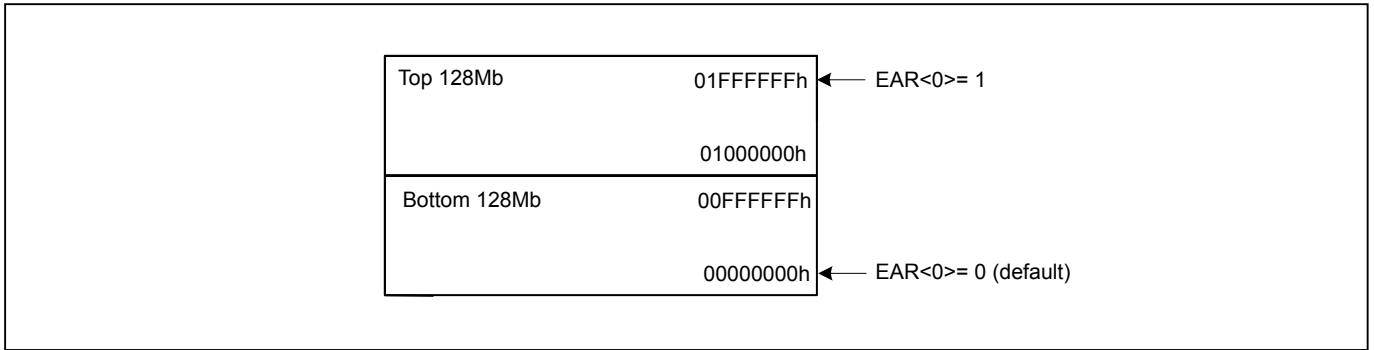 Top 128Mb 01FFFFFFh EAR<0>= 1
01000000h
Bottom 128Mb 00FFFFFFh
00000000h EAR<0>= 0 (default)